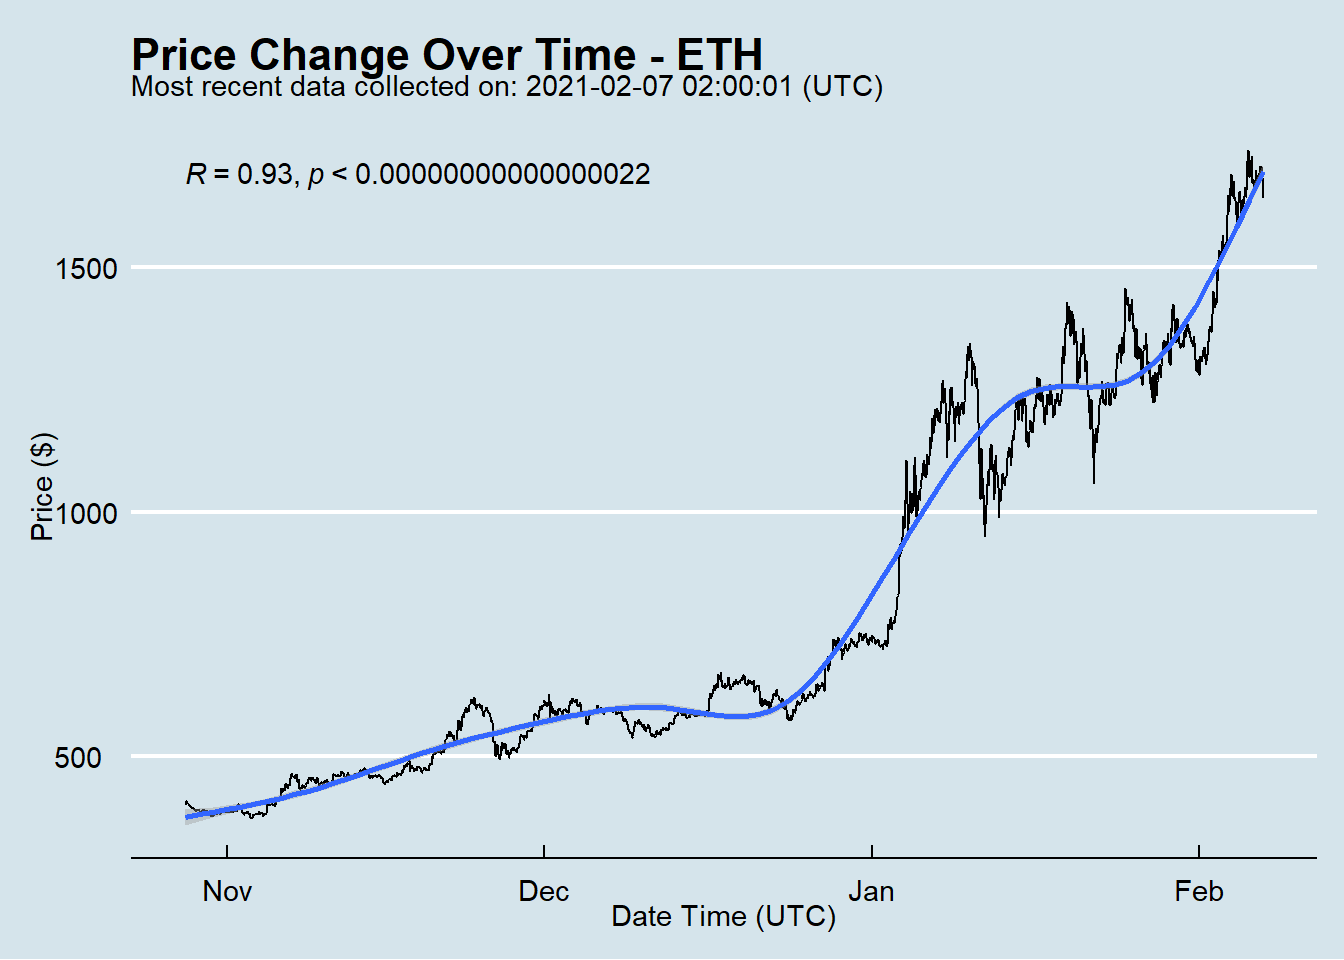 Price Change Over Time - ETH
Most recent data collected on: 2021-02-07 02:00:01 (UTC)
R = 0.93, p < 0.00000000000000022
1500
1000
500
Price ($)
Nov Dec Jan Feb
Date Time (UTC)